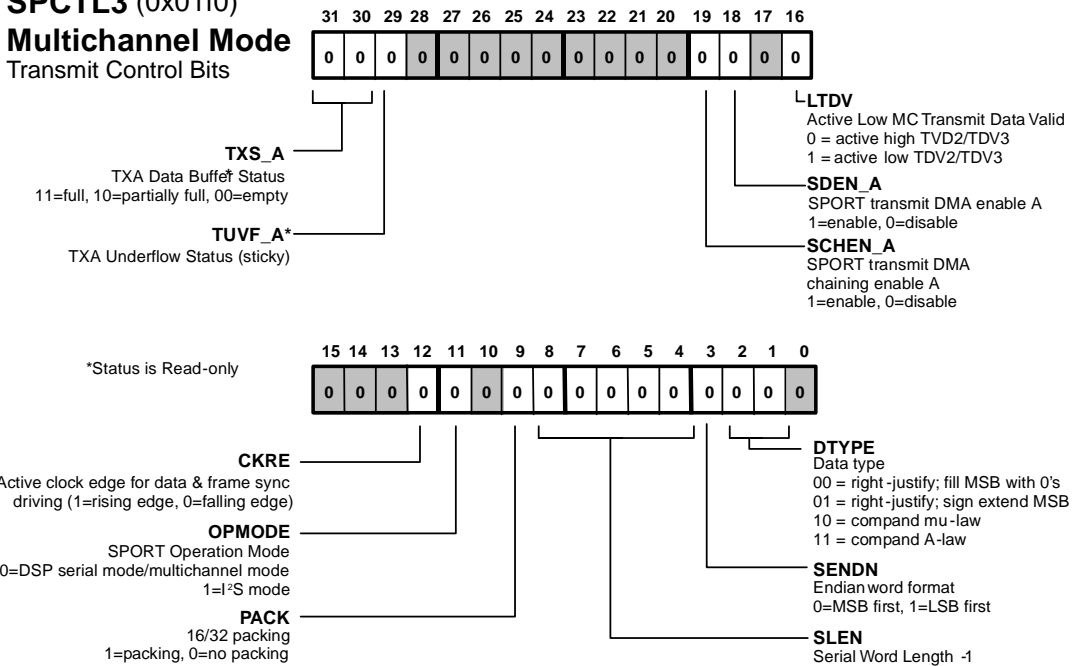 SPCTL3 (0x01f0)
Multichannel Mode
Transmit Control Bits
31 30 29 28 27 26 25 24 23 22 21 20 19 18 17 16
0 0 0 0 0 0 0 0 0 0 0 0 0 0 0 0
LTDV
Active Low MC Transmit Data Valid
0 = active high TVD2/TDV3
1 = active low TDV2/TDV3
TXS_A
TXA Data Buffer Status*
11=full, 10=partially full, 00=empty
SDEN_A
SPORT transmit DMA enable A
1=enable, 0=disable
TUVF_A*
TXA Underflow Status (sticky)
SCHEN_A
SPORT transmit DMA
chaining enable A
1=enable, 0=disable
*Status is Read-only
15 14 13 12 11 10 9 8 7 6 5 4 3 2 1 0
0 0 0 0 0 0 0 0 0 0 0 0 0 0 0 0
CKRE
Active clock edge for data & frame sync
driving (1=rising edge, 0=falling edge)
OPMODE
SPORT Operation Mode
0=DSP serial mode/multichannel mode
1=I²S mode
PACK
16/32 packing
1=packing, 0=no packing
DTYPE
Data type
00 = right-justify; fill MSB with 0's
01 = right-justify; sign extend MSB
10 = compand mu-law
11 = compand A-law
SENDN
Endian word format
0=MSB first, 1=LSB first
SLEN
Serial Word Length -1